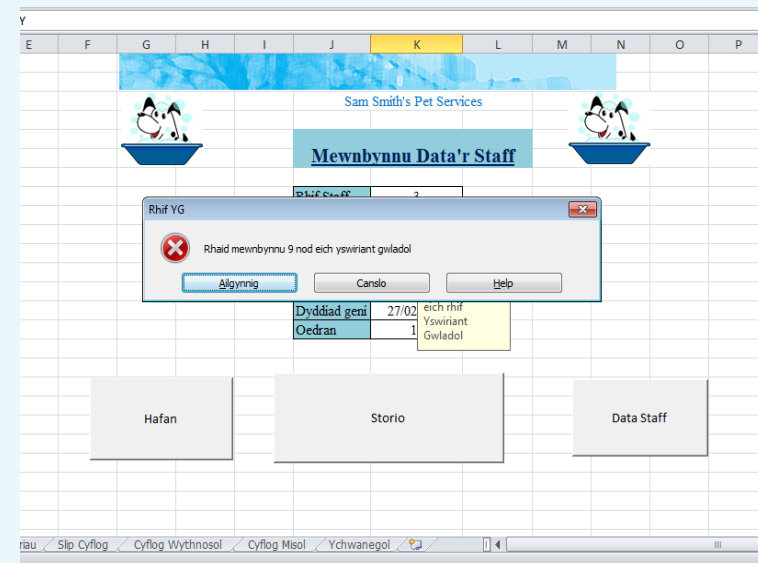 Y
E F G H I J K L M N O P
Sam Smith's Pet Services
Mewnbynnu Data'r Staff
Rhif Staff 3
Rhif YG
Rhaid mewnbynnu 9 nod eich yswiriant gwladol
Ailgynnig Canslo Help
Dyddiad geni 27/02
eich rhif
Yswiriant
Gwladol
Oedran 1
Hafan
Storio
Data Staff
riau Slip Cyflog Cyflog Wythnosol Cyflog Misol Ychwanegol